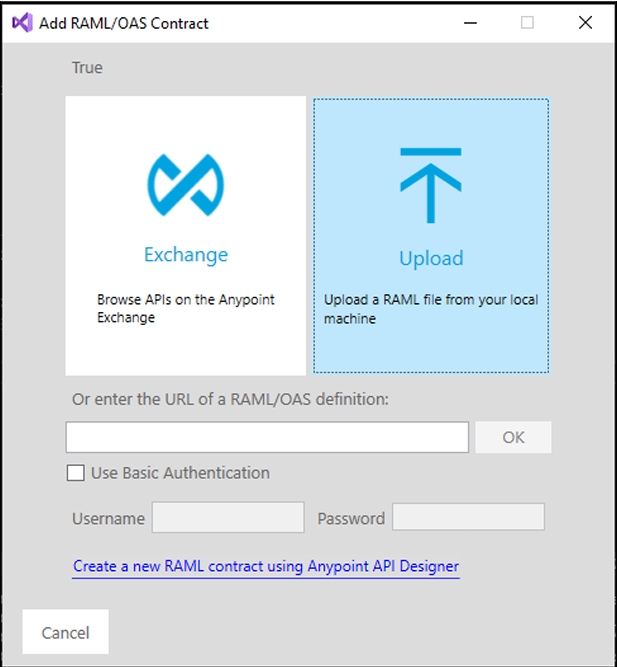 Add RAML/OAS Contract
True
Exchange
Browse APIs on the Anypoint
Exchange
Upload
Upload a RAML file from your local
machine
Or enter the URL of a RAML/OAS definition:
OK
Use Basic Authentication
Username
Password
Create a new RAML contract using Anypoint API Designer
Cancel